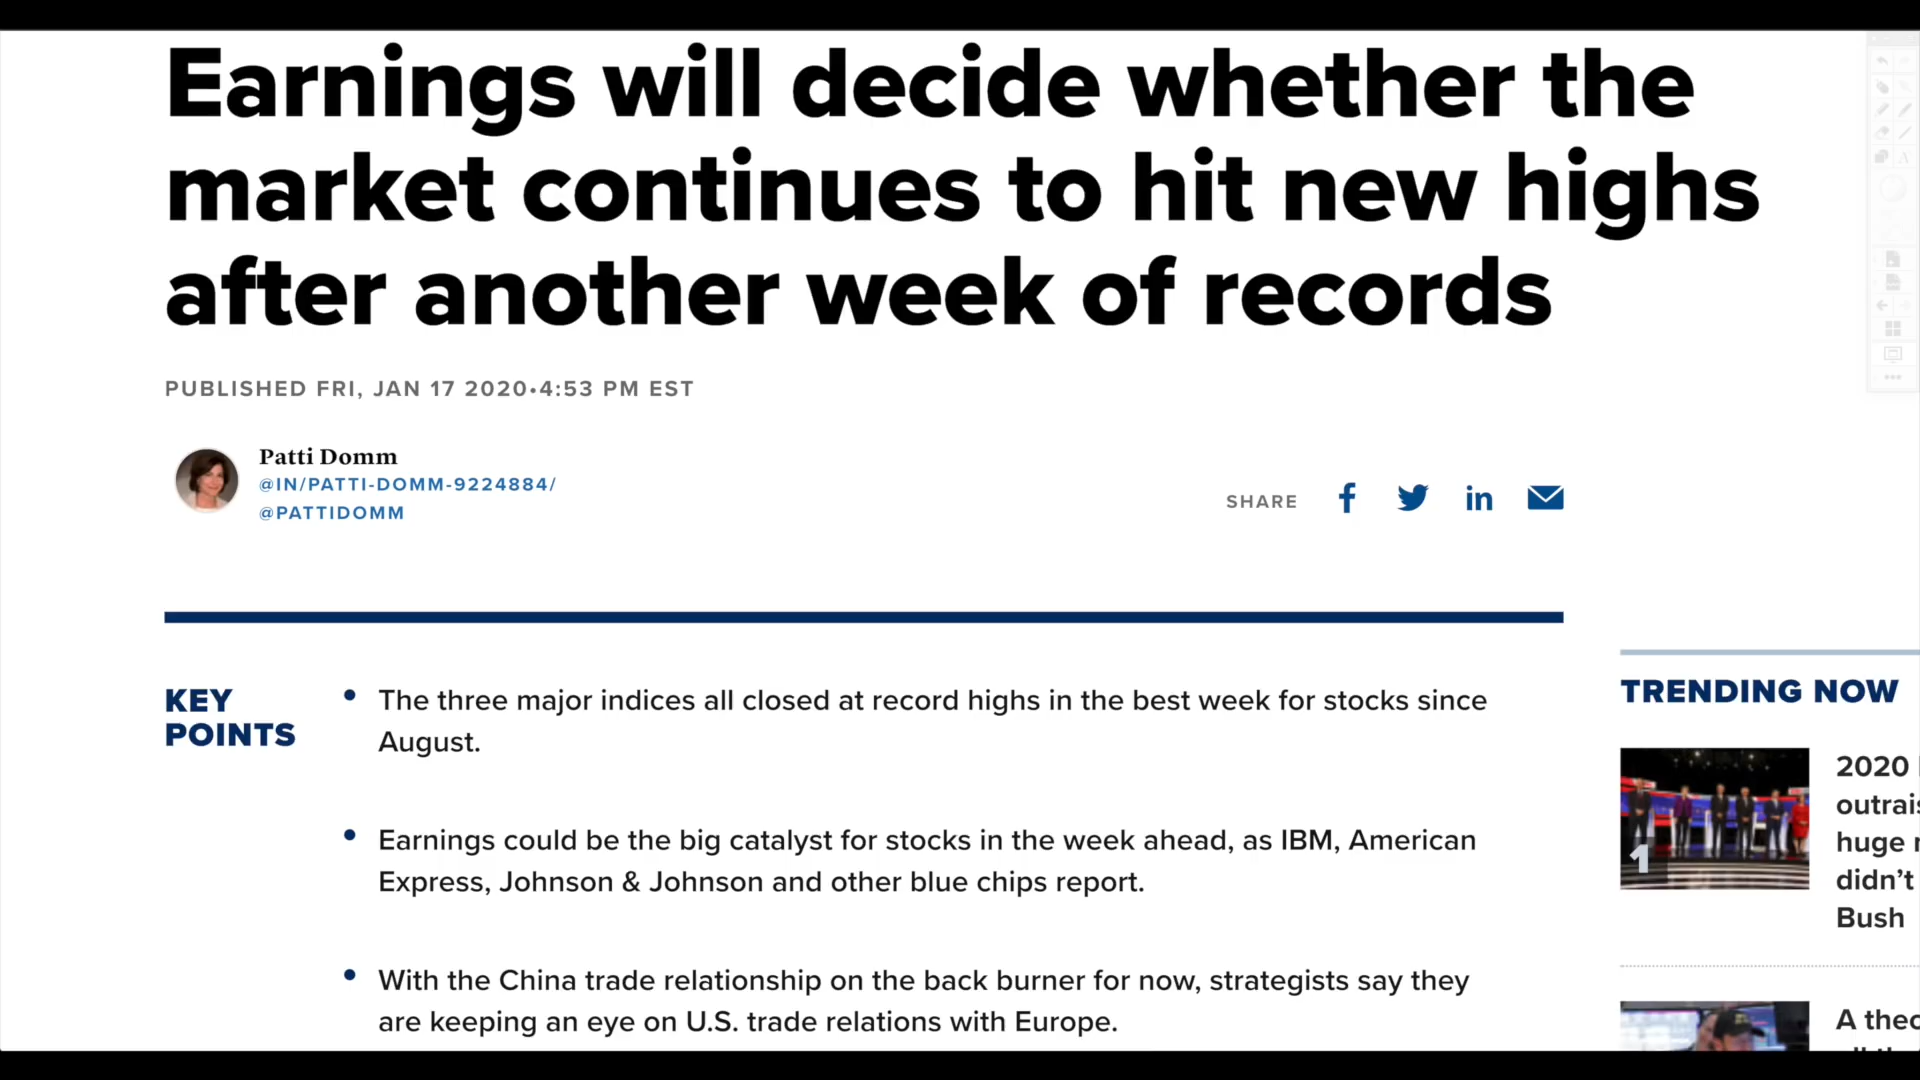 Earnings will decide whether the
market continues to hit new highs
after another week of records
PUBLISHED FRI, JAN 17 2020•4:53 PM EST
Patti Domm
@IN/PATTI-DOMM-9224884/
@PATTIDOMM
SHARE
KEY
POINTS
• The three major indices all closed at record highs in the best week for stocks since
August.
• Earnings could be the big catalyst for stocks in the week ahead, as IBM, American
Express, Johnson & Johnson and other blue chips report.
• With the China trade relationship on the back burner for now, strategists say they
are keeping an eye on U.S. trade relations with Europe.
TRENDING NOW
1
2020
outrais
huge
didn't
Bush
A theo